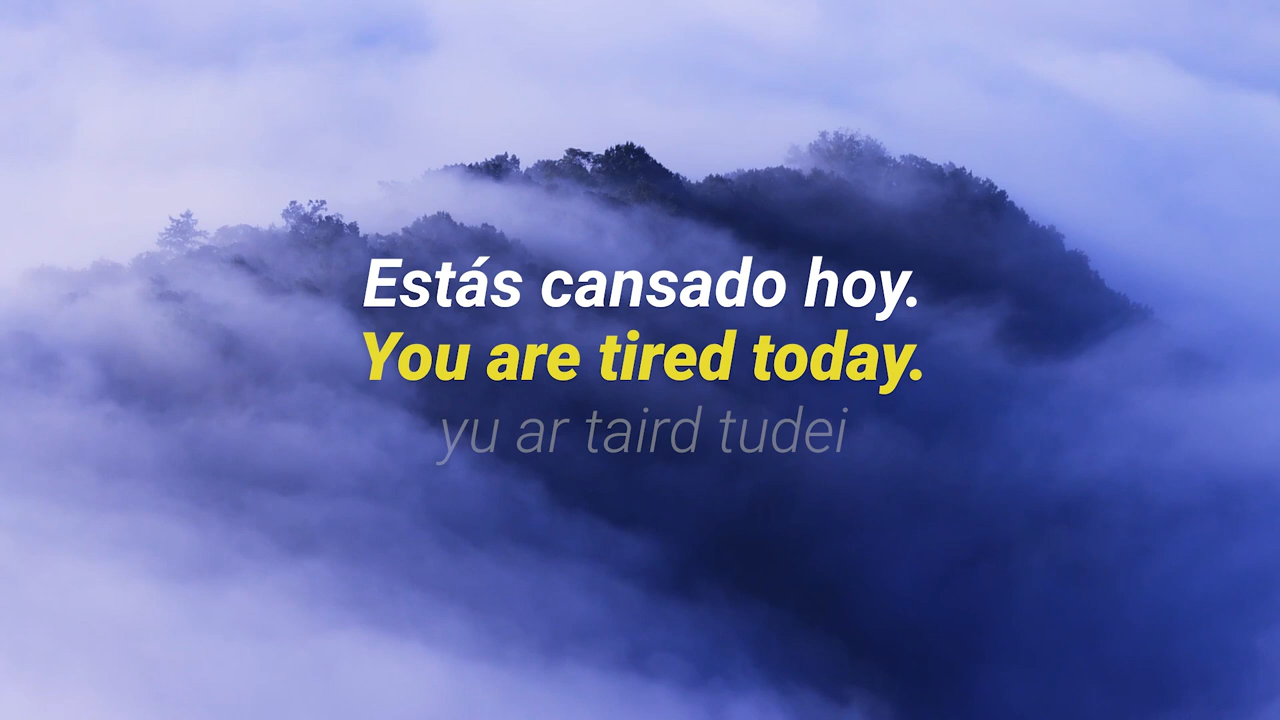 Estás cansado hoy.
You are tired today.
yu ar taird tudei